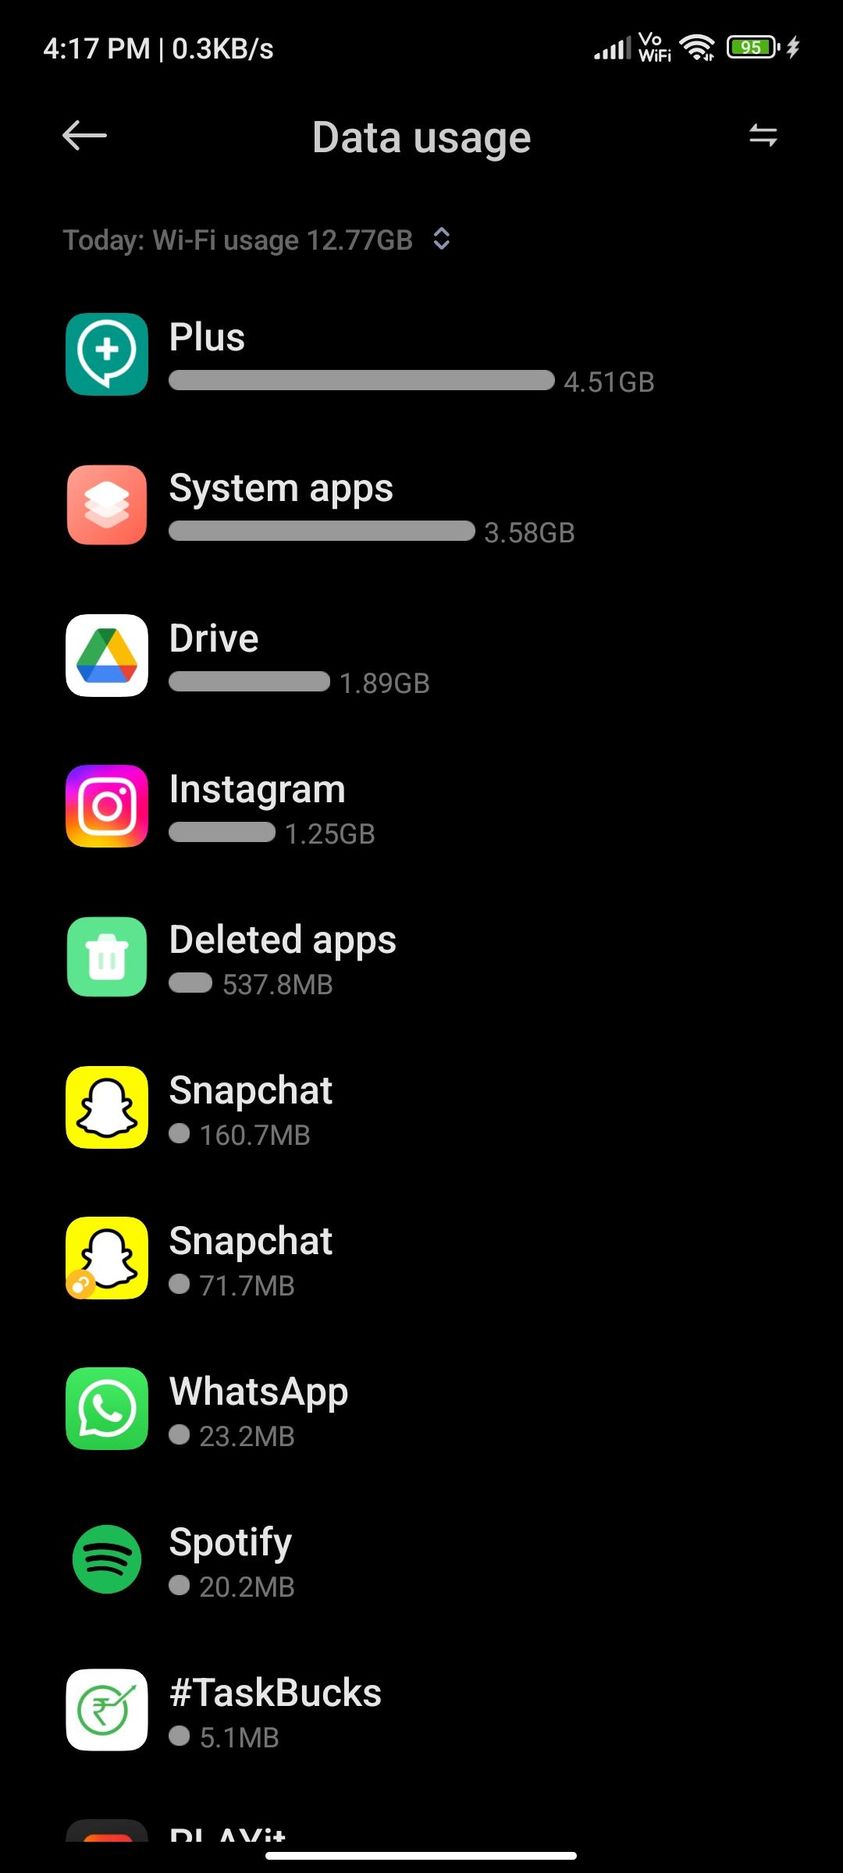 4:17 PM | 0.3KB/s Vo WiFi 95
Data usage
Today: Wi-Fi usage 12.77GB
Plus
4.51GB
System apps
3.58GB
Drive
1.89GB
Instagram
1.25GB
Deleted apps
537.8MB
Snapchat
160.7MB
Snapchat
71.7MB
WhatsApp
23.2MB
Spotify
20.2MB
#TaskBucks
5.1MB
PLAYit